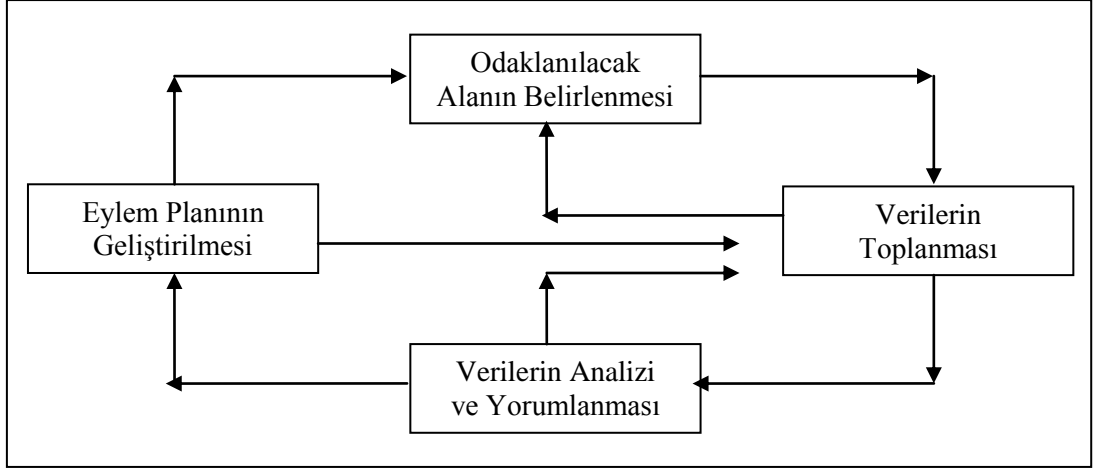 Odaklanılacak
Alanın Belirlenmesi
Eylem Planının
Geliştirilmesi
Verilerin
Toplanması
Verilerin Analizi
ve Yorumlanması